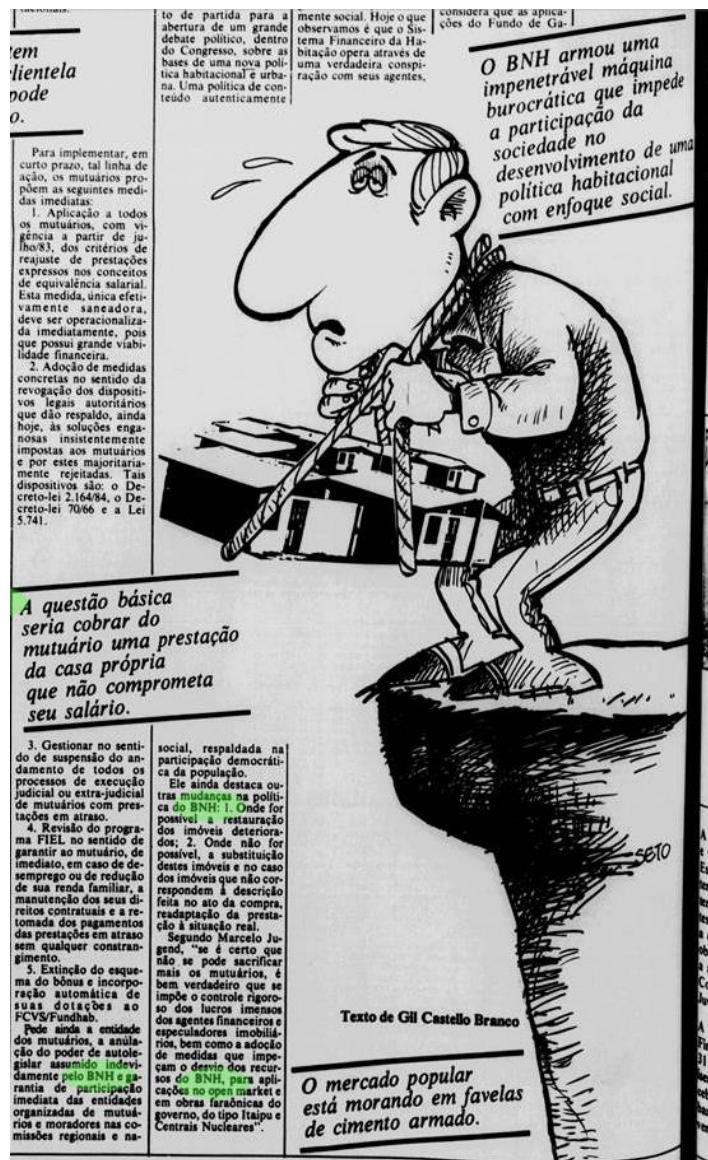 zem
lientela
pode
o.
Para implementar, em
curto prazo, tal linha de
ação, os mutuários pro-
põem as seguintes medi-
das imediatas:
1. Aplicação a todos
os mutuários, com vi-
gência a partir de ju-
lho/83, dos critérios de
reajuste de prestações
expressos nos conceitos
de equivalência salarial.
Esta medida, única efeti-
vamente saneadora,
deve ser operacionaliza-
da imediatamente, pois
que possui grande viabi-
lidade financeira.
2. Adoção de medidas
concretas no sentido da
revogação dos dispositi-
vos legais autoritários
que dão respaldo, ainda
hoje, às soluções enga-
nosas insistentemente
impostas aos mutuários
e por estes majoritaria-
mente rejeitadas. Tais
dispositivos são: o De-
creto-lei 2.164/84, o De-
creto-lei 70/66 e a Lei
5.741.
A questão básica
seria cobrar do
mutuário uma prestação
da casa própria
que não comprometa
seu salário.
3. Gestionar no senti-
do de suspensão do an-
damento de todos os
processos de execução
judicial ou extra-judicial
de mutuários com pres-
tações em atraso.
4. Revisão do progra-
ma FIEL no sentido de
garantir ao mutuário, de
imediato, em caso de de-
semprego ou de redução
de sua renda familiar, a
manutenção dos seus di-
reitos contratuais e a re-
tomada dos pagamentos
das prestações em atraso
sem qualquer constran-
gimento.
5. Extinção do esque-
ma do bônus e incorpo-
ração automática de
suas dotações ao
FCVS/Fundhab.
Pede ainda a entidade
dos mutuários, a anula-
ção do poder de autole-
gislar assumido indevi-
damente pelo BNH e ga-
rantia de participação
imediata das entidades
organizadas de mutuá-
rios e moradores nas co-
missões regionais e na-
to de partida para a
abertura de um grande
debate político, dentro
do Congresso, sobre as
bases de uma nova polí-
tica habitacional e urba-
na. Uma política de con-
teúdo autenticamente
social, respaldada na
participação democráti-
ca da população.
Ele ainda destaca ou-
tras mudanças na políti-
ca do BNH: 1. Onde for
possível a restauração
dos imóveis deteriora-
dos; 2. Onde não for
possível, a substituição
destes imóveis e no caso
dos imóveis que não cor-
respondem à descrição
feita no ato da compra,
readaptação da presta-
ção à situação real.
Segundo Marcelo Ju-
gend, "se é certo que
não se pode sacrificar
mais os mutuários, é
bem verdadeiro que se
impõe o controle rigoro-
so dos lucros imensos
dos agentes financeiros e
especuladores imobiliá-
rios, bem como a adoção
de medidas que impe-
çam o desvio dos recur-
sos do BNH, para apli-
cações no open market e
em obras faraônicas do
governo, do tipo Itaipu e
Centrais Nucleares".
mente social. Hoje o que
observamos é que o Sis-
tema Financeiro da Ha-
bitação opera através de
uma verdadeira conspi-
ração com seus agentes,
considera que as aplica-
ções do Fundo de Ga-
O BNH armou uma
impenetrável máquina
burocrática que impede
a participação da
sociedade no
desenvolvimento de uma
política habitacional
com enfoque social.
SETO
Texto de Gil Castello Branco
O mercado popular
está morando em favelas
de cimento armado.